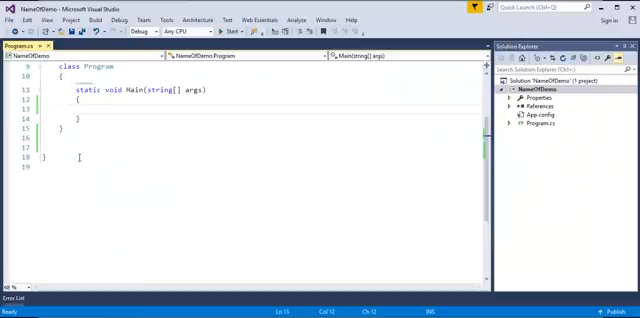 NameOfDemo - Microsoft Visual Studio
Quick Launch (Ctrl+Q)
File Edit View Project Build Debug Team Tools Architecture Test Web Essentials Analyze Window Help
Sign in
Debug Any CPU Start
Program.cs
NameOfDemo NameOfDemo.Program Main(string[] args)
9 class Program
10 {
11 static void Main(string[] args)
12 {
13
14 }
15 }
16
17
18 }
19
68 %
Solution Explorer
Search Solution Explorer (Ctrl+;)
Solution 'NameOfDemo' (1 project)
NameOfDemo
Properties
References
App.config
Program.cs
Error List
Ready Col 12 Ch 12 INS Publish